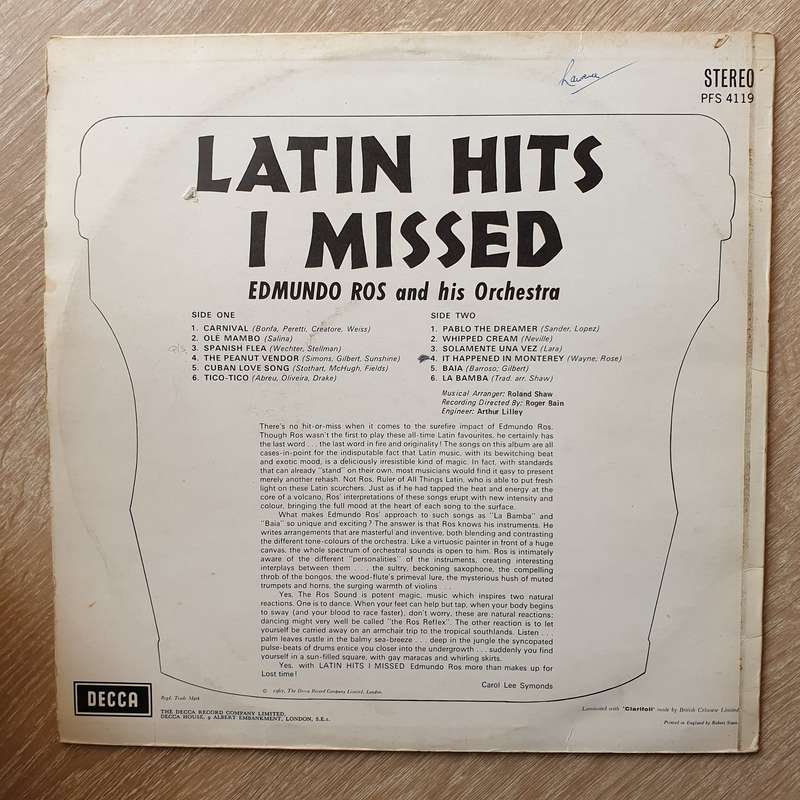 STEREO
PFS 4119
LATIN HITS
I MISSED
EDMUNDO ROS and his Orchestra
SIDE ONE
1. CARNIVAL (Bonfa, Peretti, Creatore, Weiss)
2. OLE MAMBO (Salina)
3. SPANISH FLEA (Wechter, Stellman)
4. THE PEANUT VENDOR (Simons, Gilbert, Sunshine)
5. CUBAN LOVE SONG (Stothart, McHugh, Fields)
6. TICO-TICO (Abreu, Oliveira, Drake)
SIDE TWO
1. PABLO THE DREAMER (Sander, Lopez)
2. WHIPPED CREAM (Neville)
3. SOLAMENTE UNA VEZ (Lara)
4. IT HAPPENED IN MONTEREY (Wayne, Rose)
5. BAIA (Barroso; Gilbert)
6. LA BAMBA (Trad. arr. Shaw)
Musical Arranger: Roland Shaw
Recording Directed By: Roger Bain
Engineer: Arthur Lilley
There's no hit-or-miss when it comes to the surefire impact of Edmundo Ros.
Though Ros wasn't the first to play these all-time Latin favourites, he certainly has
the last word . . . the last word in fire and originality! The songs on this album are all
cases-in-point for the indisputable fact that Latin music, with its bewitching beat
and exotic mood, is a deliciously irresistible kind of magic. In fact, with standards
that can already "stand" on their own, most musicians would find it easy to present
merely another rehash. Not Ros, Ruler of All Things Latin, who is able to put fresh
light on these Latin scorchers. Just as if he had tapped the heat and energy at the
core of a volcano, Ros' interpretations of these songs erupt with new intensity and
colour, bringing the full mood at the heart of each song to the surface.
What makes Edmundo Ros' approach to such songs as "La Bamba" and
"Baia" so unique and exciting? The answer is that Ros knows his instruments. He
writes arrangements that are masterful and inventive, both blending and contrasting
the different tone-colours of the orchestra. Like a virtuosic painter in front of a huge
canvas, the whole spectrum of orchestral sounds is open to him. Ros is intimately
aware of the different "personalities" of the instruments, creating interesting
interplays between them . . . the sultry, beckoning saxophone, the compelling
throb of the bongos, the wood-flute's primeval lure, the mysterious hush of muted
trumpets and horns, the surging warmth of violins . . .
Yes, The Ros Sound is potent magic, music which inspires two natural
reactions. One is to dance. When your feet can help but tap, when your body begins
to sway (and your blood to race faster), don't worry, these are natural reactions:
dancing might very well be called "the Ros Reflex". The other reaction is to let
yourself be carried away on an armchair trip to the tropical southlands. Listen . . .
palm leaves rustle in the balmy sea-breeze . . . deep in the jungle the syncopated
pulse-beats of drums entice you closer into the undergrowth . . . suddenly you find
yourself in a sun-filled square, with gay maracas and whirling skirts.
Yes, with LATIN HITS I MISSED Edmundo Ros more than makes up for
Lost time!
Carol Lee Symonds
© 1967, The Decca Record Company Limited, London.
DECCA
Regd. Trade Mark
THE DECCA RECORD COMPANY LIMITED,
DECCA HOUSE, 9 ALBERT EMBANKMENT, LONDON, S.E.1.
Laminated with 'Clarifoil' made by British Celanese Limited
Printed in England by Robert